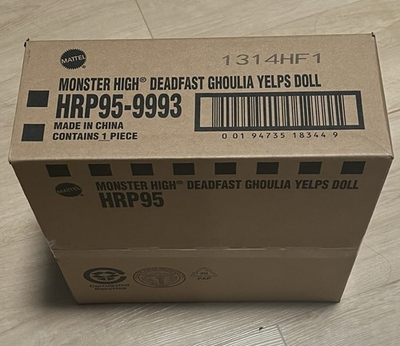 MATTEL
1314HF1
MONSTER HIGH® DEADFAST GHOULIA YELPS DOLL
HRP95-9993
MADE IN CHINA
CONTAINS 1 PIECE
0 01 94735 18344 9
MATTEL
MONSTER HIGH® DEADFAST GHOULIA YELPS DOLL
HRP95
PAP